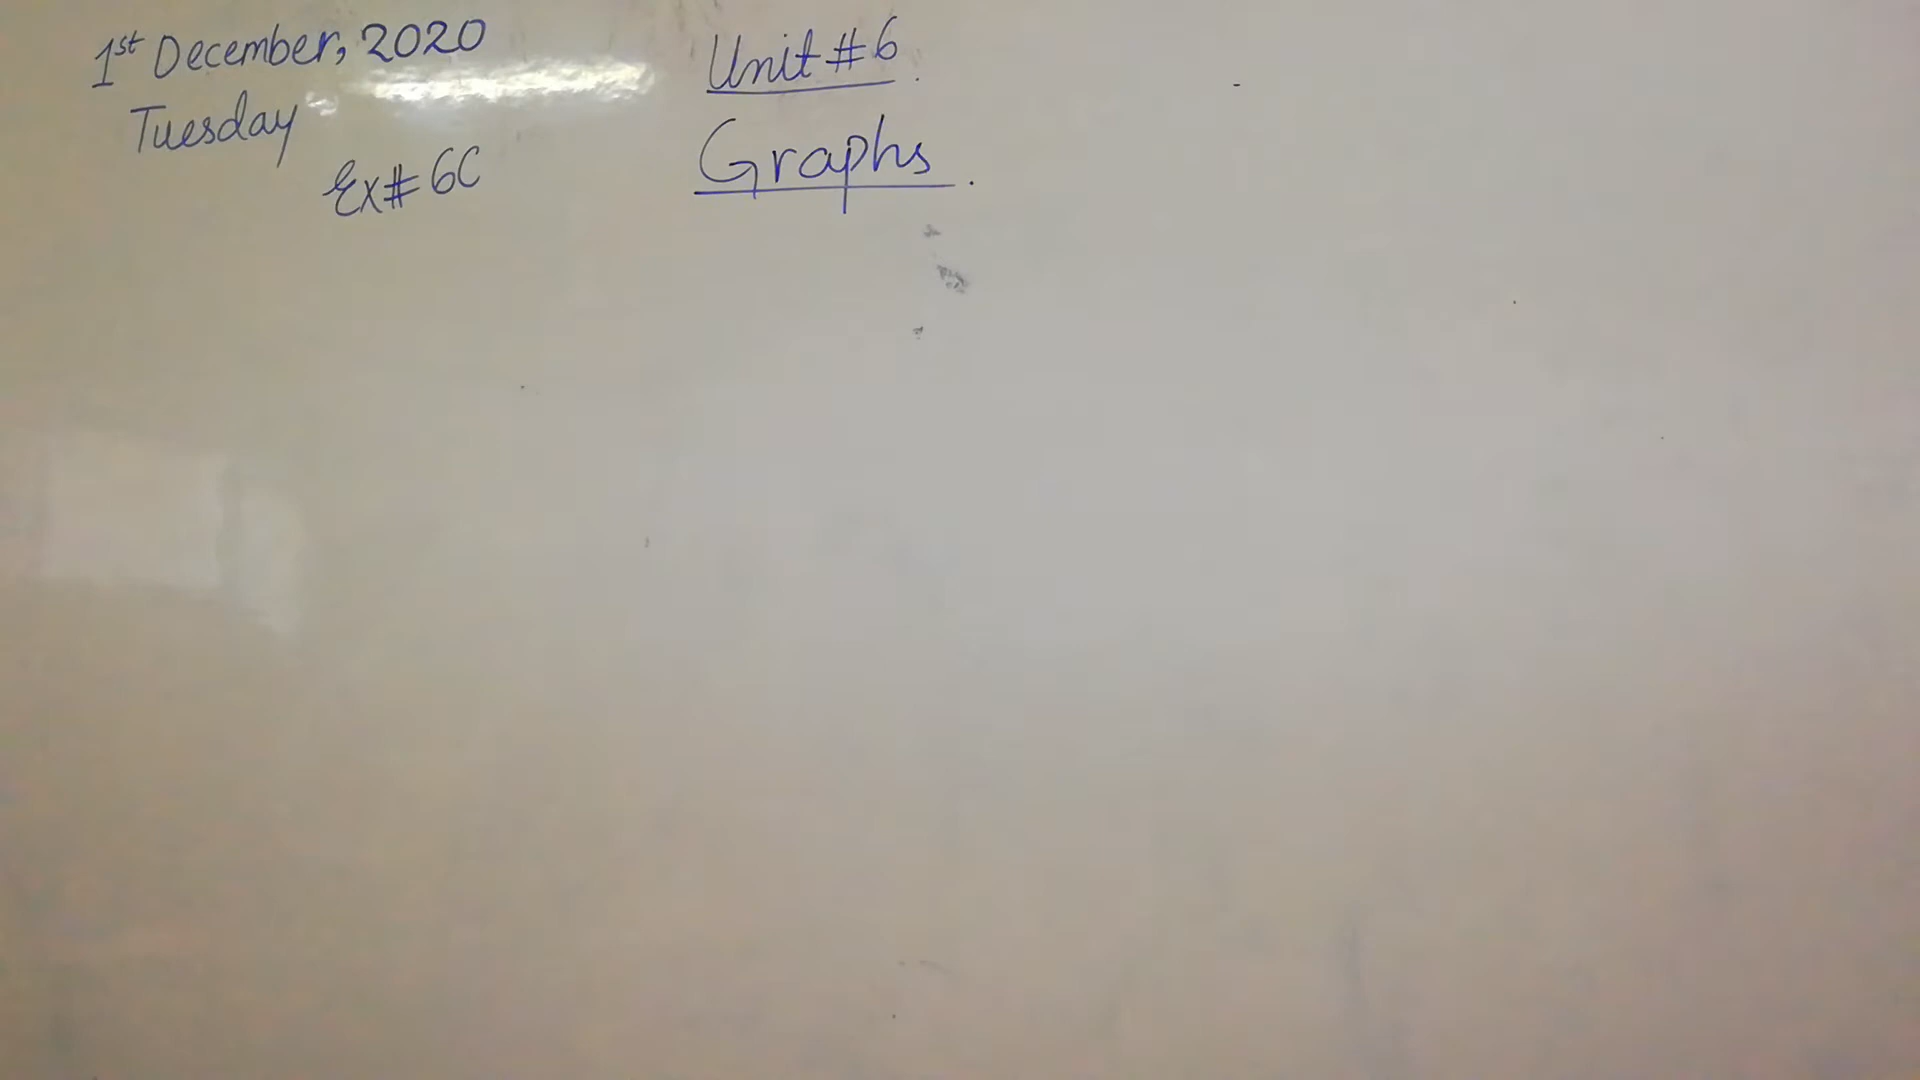 1st December, 2020
Tuesday
Ex# 6C
Unit # 6.
Graphs.